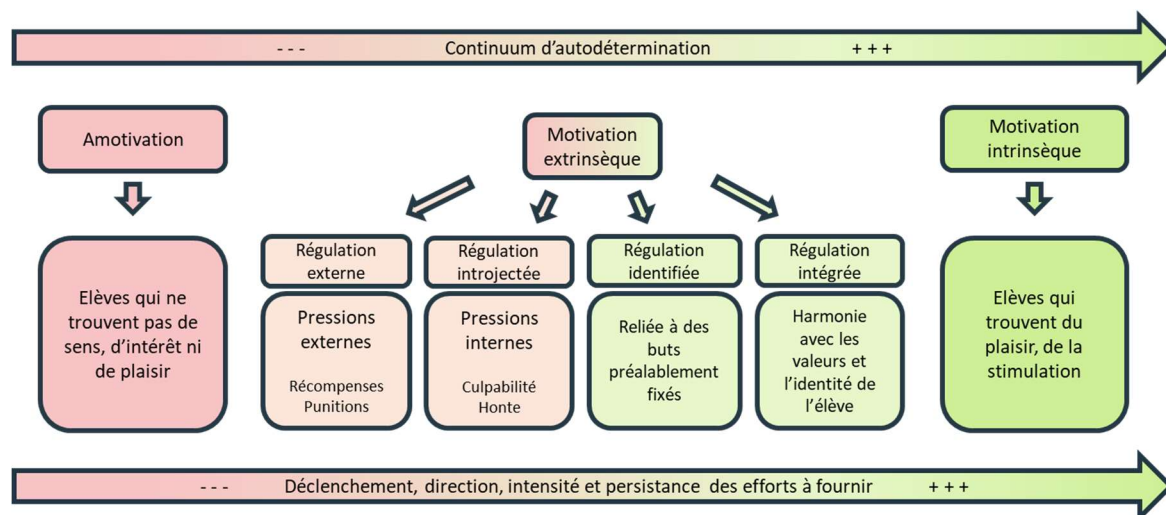 - - - Continuum d'autodétermination + + +
Amotivation
Motivation
extrinsèque
Motivation
intrinsèque
Elèves qui ne
trouvent pas de
sens, d'intérêt ni
de plaisir
Régulation
externe
Pressions
externes
Récompenses
Punitions
Régulation
introjectée
Pressions
internes
Culpabilité
Honte
Régulation
identifiée
Reliée à des
buts
préalablement
fixés
Régulation
intégrée
Harmonie
avec les
valeurs et
l'identité de
l'élève
Elèves qui
trouvent du
plaisir, de la
stimulation
- - - Déclenchement, direction, intensité et persistance des efforts à fournir + + +